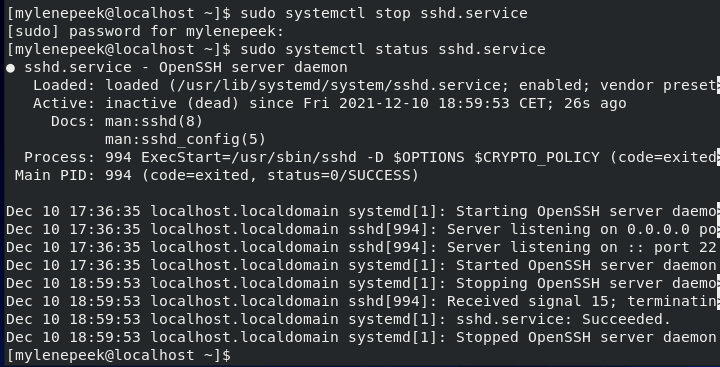 [mylenepeek@localhost ~]$ sudo systemctl stop sshd.service
[sudo] password for mylenepeek:
[mylenepeek@localhost ~]$ sudo systemctl status sshd.service
● sshd.service - OpenSSH server daemon
   Loaded: loaded (/usr/lib/systemd/system/sshd.service; enabled; vendor preset>
   Active: inactive (dead) since Fri 2021-12-10 18:59:53 CET; 26s ago
     Docs: man:sshd(8)
           man:sshd_config(5)
  Process: 994 ExecStart=/usr/sbin/sshd -D $OPTIONS $CRYPTO_POLICY (code=exited>
 Main PID: 994 (code=exited, status=0/SUCCESS)

Dec 10 17:36:35 localhost.localdomain systemd[1]: Starting OpenSSH server daemo>
Dec 10 17:36:35 localhost.localdomain sshd[994]: Server listening on 0.0.0.0 po>
Dec 10 17:36:35 localhost.localdomain sshd[994]: Server listening on :: port 22
Dec 10 17:36:35 localhost.localdomain systemd[1]: Started OpenSSH server daemon
Dec 10 18:59:53 localhost.localdomain systemd[1]: Stopping OpenSSH server daemo>
Dec 10 18:59:53 localhost.localdomain sshd[994]: Received signal 15; terminatin>
Dec 10 18:59:53 localhost.localdomain systemd[1]: sshd.service: Succeeded.
Dec 10 18:59:53 localhost.localdomain systemd[1]: Stopped OpenSSH server daemon
[mylenepeek@localhost ~]$